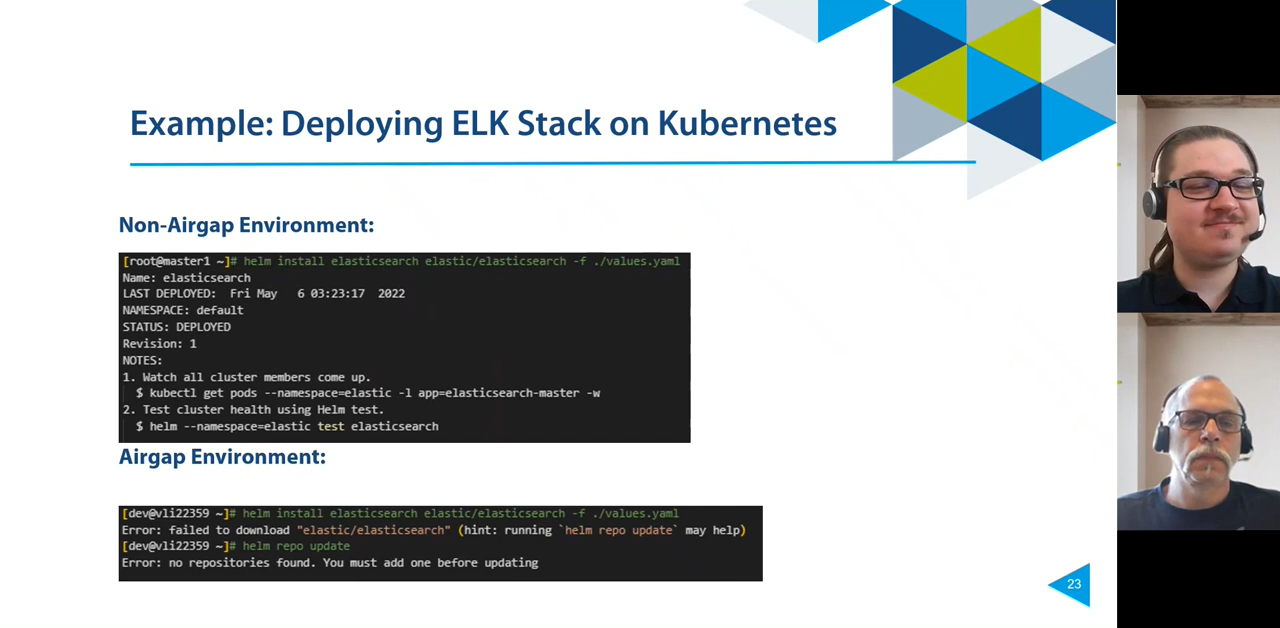 Example: Deploying ELK Stack on Kubernetes
Non-Airgap Environment:
[root@master1 ~]# helm install elasticsearch elastic/elasticsearch -f ./values.yaml
Name: elasticsearch
LAST DEPLOYED:  Fri May   6 03:23:17  2022
NAMESPACE: default
STATUS: DEPLOYED
Revision: 1
NOTES:
1. Watch all cluster members come up.
$ kubectl get pods --namespace=elastic -l app=elasticsearch-master -w
2. Test cluster health using Helm test.
$ helm --namespace=elastic test elasticsearch
Airgap Environment:
[dev@vli22359 ~]# helm install elasticsearch elastic/elasticsearch -f ./values.yaml
Error: failed to download "elastic/elasticsearch" (hint: running `helm repo update` may help)
[dev@vli22359 ~]# helm repo update
Error: no repositories found. You must add one before updating
23